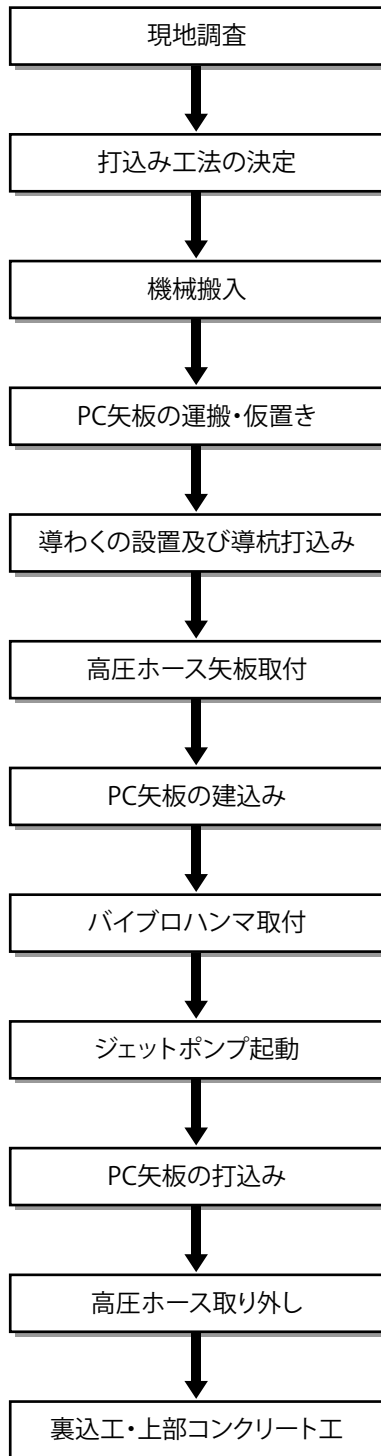 現地調査
打込み工法の決定
機械搬入
PC矢板の運搬・仮置き
導わくの設置及び導杭打込み
高圧ホース矢板取付
PC矢板の建込み
バイブロハンマ取付
ジェットポンプ起動
PC矢板の打込み
高圧ホース取り外し
裏込工・上部コンクリート工